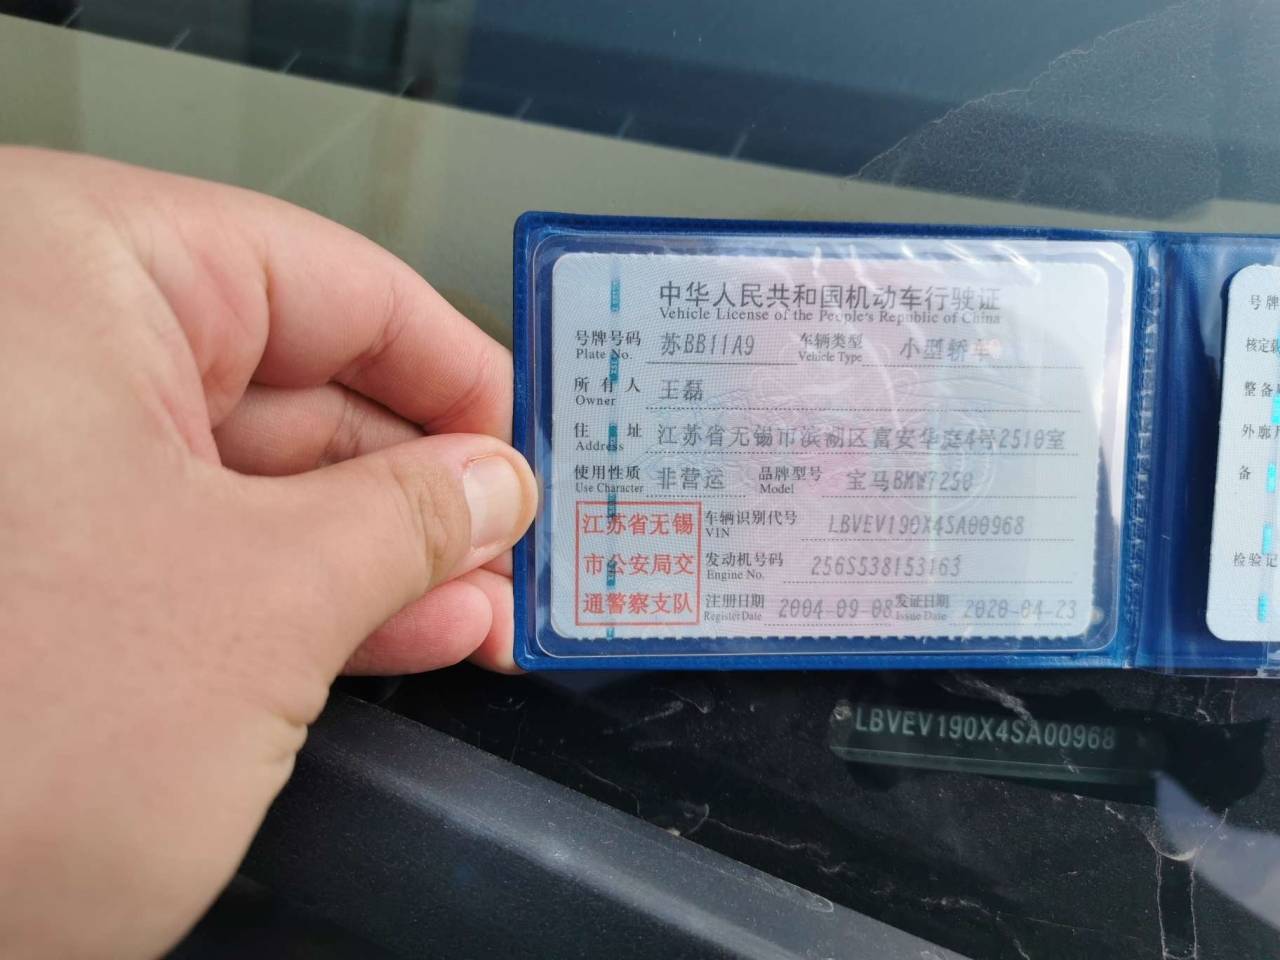 中华人民共和国机动车行驶证
Vehicle License of the People's Republic of China
号牌号码 苏BB11A9 车辆类型 小型轿车
Plate No. Vehicle Type
所有人 王磊
Owner
住址 江苏省无锡市滨湖区富安华庭4号2510室
Address
使用性质 非营运 品牌型号 宝马BMW7250
Use Character Model
江苏省无锡
市公安局交
通警察支队
车辆识别代号 LBVEV190X4SA00968
VIN
发动机号码 256S538153163
Engine No.
注册日期 2004-09-08 发证日期 2020-04-23
Register Date Issue Date
号牌
核定载
整备
外廓
备
检验记
LBVEV190X4SA00968